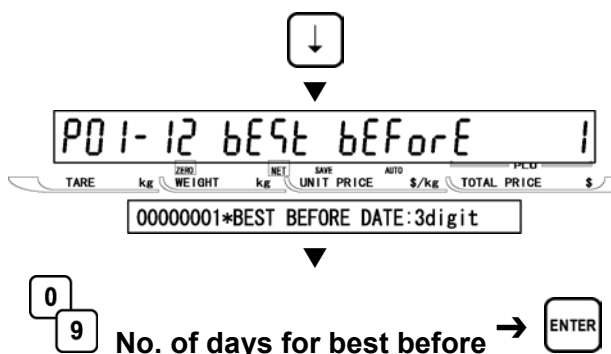 ↓
▼
P01-12 bESt bEForE 1
ZERO NET SAVE AUTO PLU
TARE kg WEIGHT kg UNIT PRICE $/kg TOTAL PRICE $
00000001*BEST BEFORE DATE:3digit
▼
0
9 No. of days for best before → ENTER